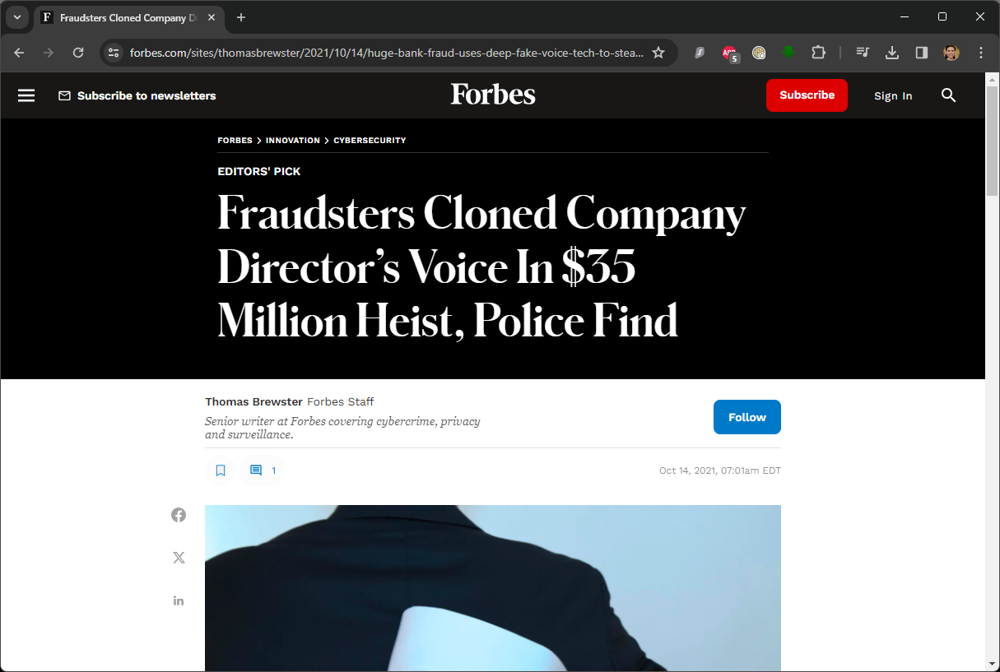 Fraudsters Cloned Company D
forbes.com/sites/thomasbrewster/2021/10/14/huge-bank-fraud-uses-deep-fake-voice-tech-to-stea...
5
Subscribe to newsletters
Forbes
Subscribe
Sign In
FORBES > INNOVATION > CYBERSECURITY
EDITORS' PICK
Fraudsters Cloned Company
Director’s Voice In $35
Million Heist, Police Find
Thomas Brewster Forbes Staff
Senior writer at Forbes covering cybercrime, privacy
and surveillance.
Follow
1
Oct 14, 2021, 07:01am EDT